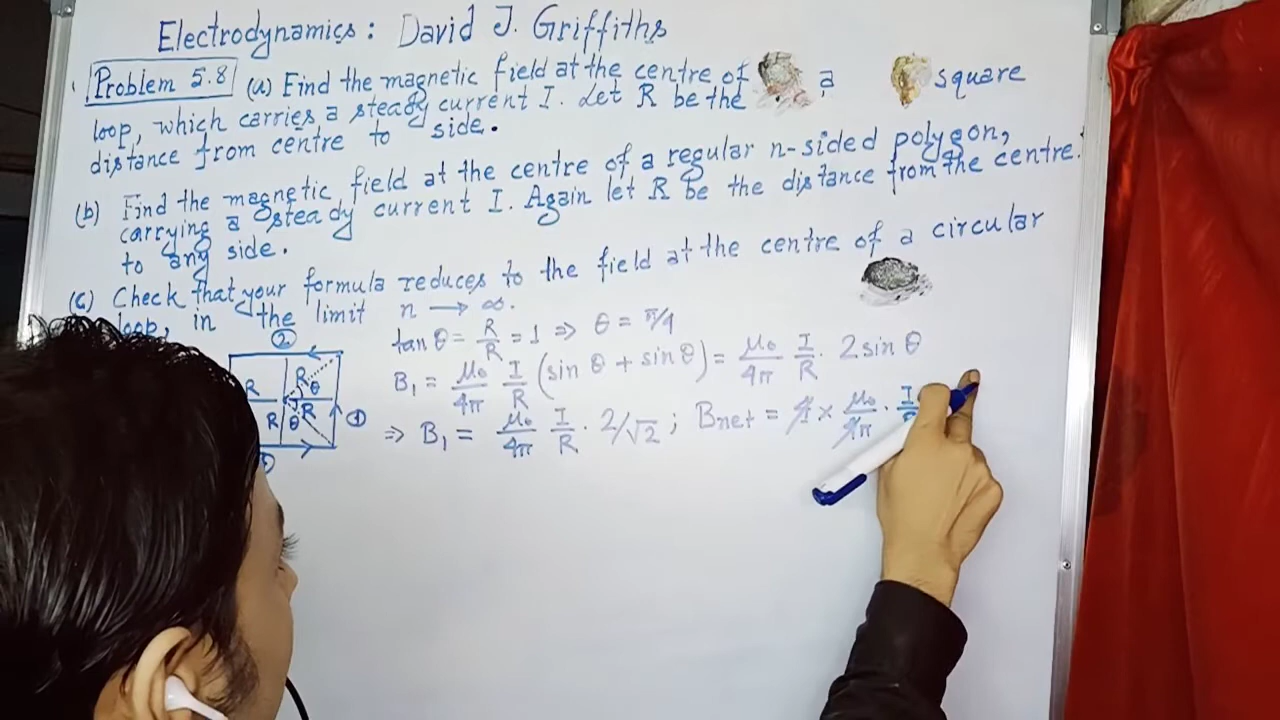 Electrodynamics: David J. Griffiths
Problem 5.8 (a) Find the magnetic field at the centre of a square
loop, which carries a steady current I. Let R be the
distance from centre to side.
(b) Find the magnetic field at the centre of a regular n-sided polygon,
carrying a steady current I. Again let R be the distance from the centre.
to any side.
(c) Check that your formula reduces to the field at the centre of a circular
loop, in the limit n → ∞.
tan θ = R/R = 1 ⇒ θ = π/4
B₁ = μ₀/4π I/R (sin θ + sin θ) = μ₀/4π I/R · 2 sin θ
⇒ B₁ = μ₀/4π I/R · 2/√2 ; Bnet = 4 × μ₀/4π · I
②
R R θ
R θ R ①